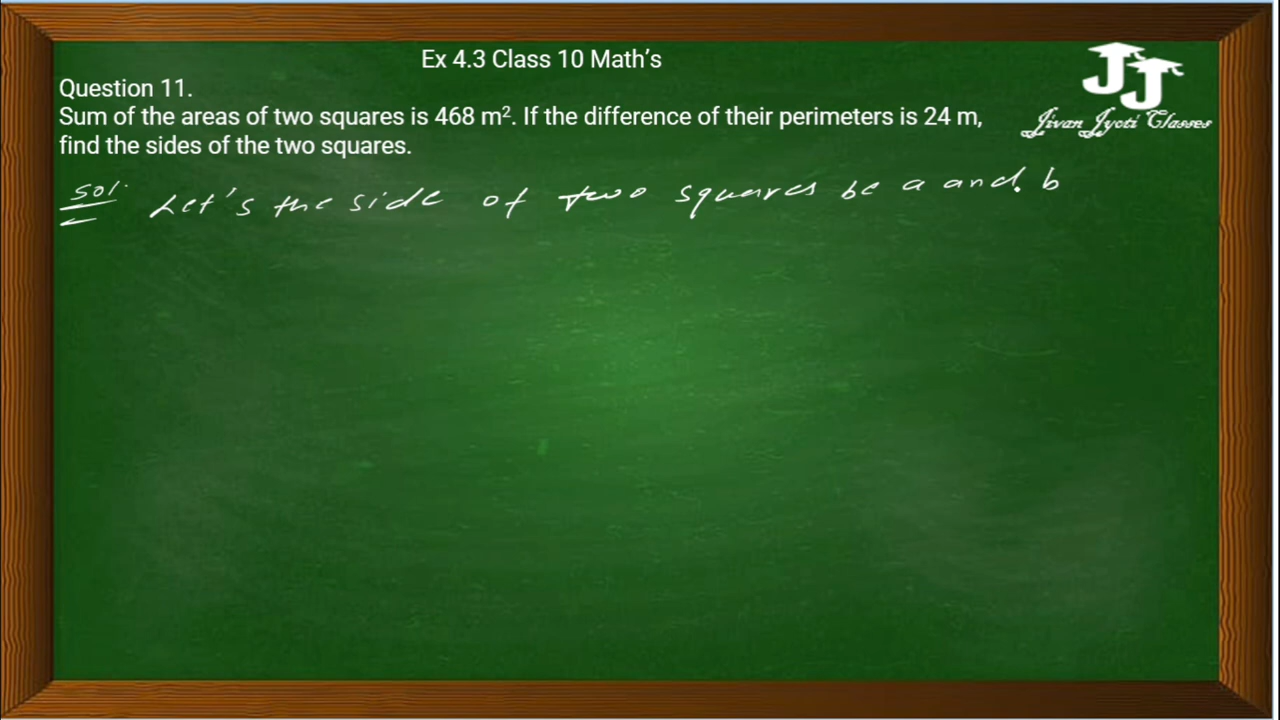 Ex 4.3 Class 10 Math’s
JJ
Jivan Jyoti Classes
Question 11.
Sum of the areas of two squares is 468 m². If the difference of their perimeters is 24 m,
find the sides of the two squares.
Sol. Let's the side of two squares be a and b